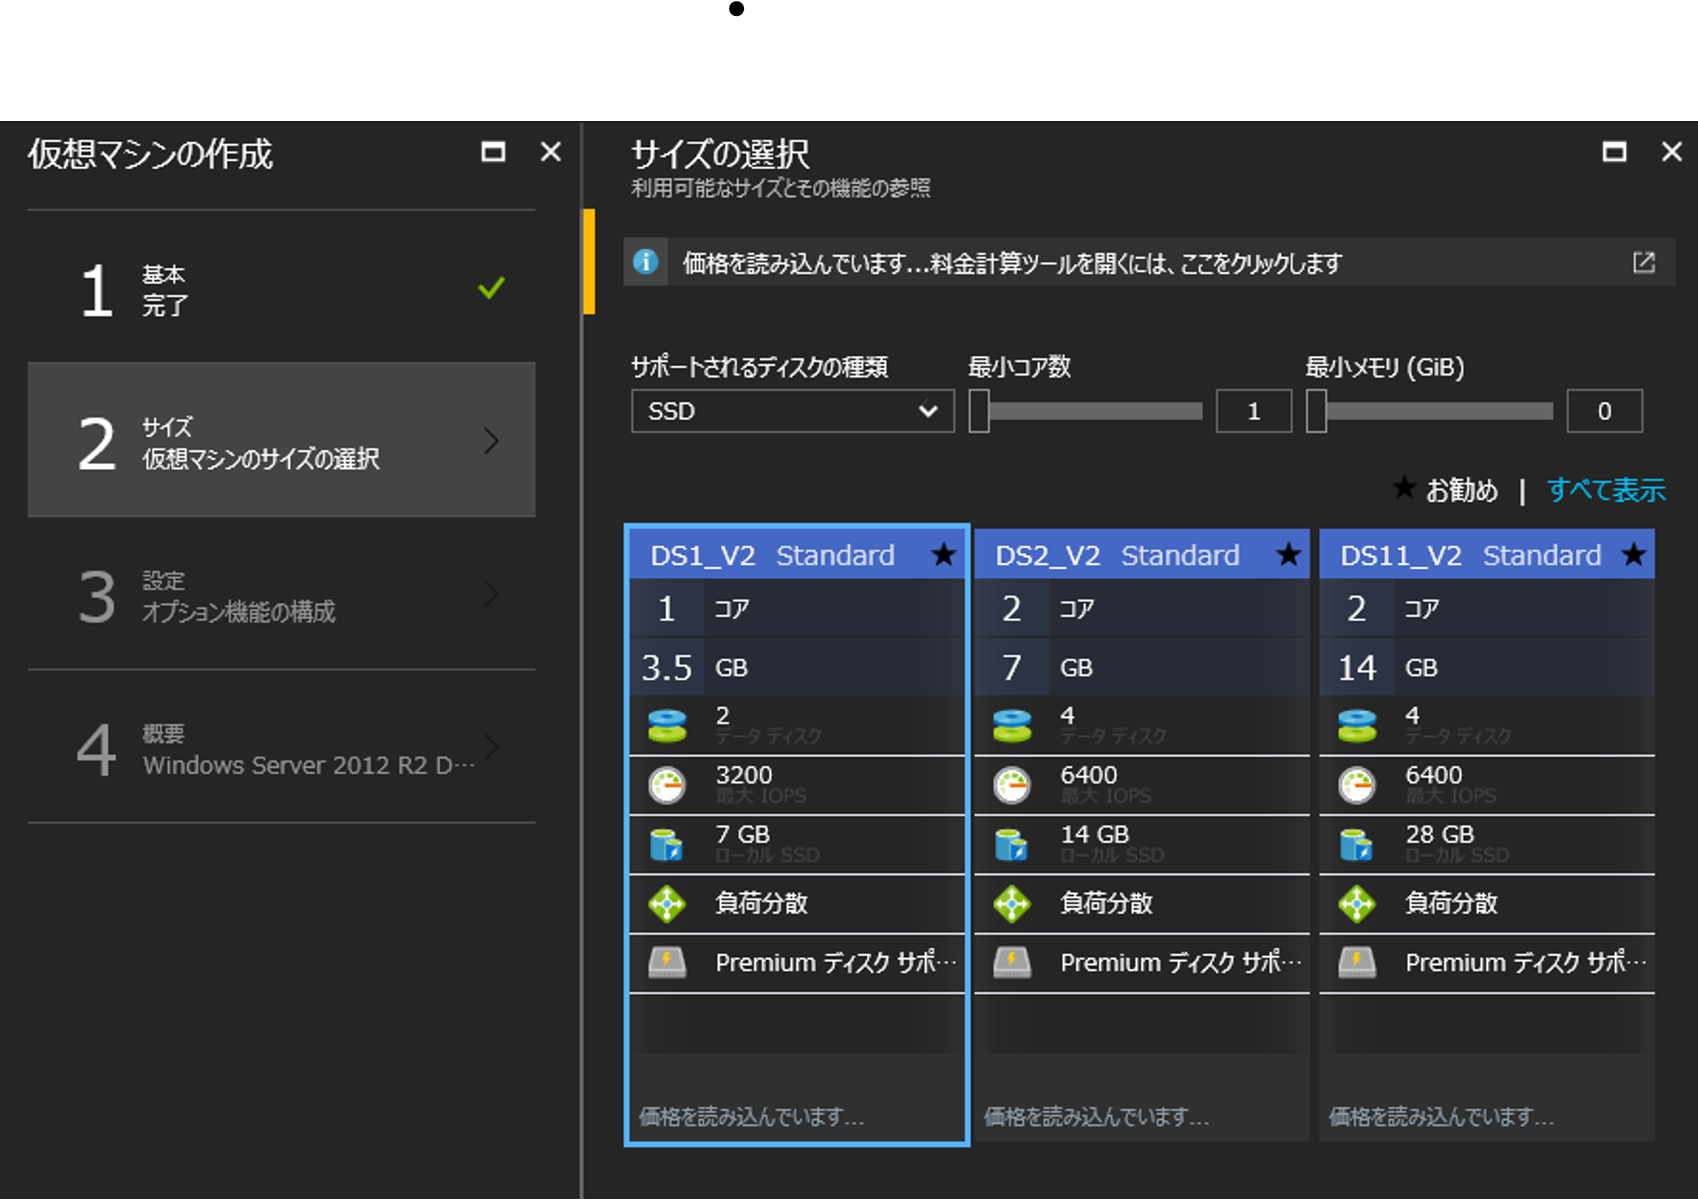 仮想マシンの作成
1
基本
完了
2
サイズ
仮想マシンのサイズの選択
3
設定
オプション機能の構成
4
概要
Windows Server 2012 R2 D…
サイズの選択
利用可能なサイズとその機能の参照
価格を読み込んでいます...料金計算ツールを開くには、ここをクリックします
サポートされるディスクの種類
SSD
最小コア数
1
最小メモリ (GiB)
0
★ お勧め | すべて表示
DS1_V2 Standard ★
1 コア
3.5 GB
2
データ ディスク
3200
最大 IOPS
7 GB
ローカル SSD
負荷分散
Premium ディスク サポ…
価格を読み込んでいます...
DS2_V2 Standard ★
2 コア
7 GB
4
データ ディスク
6400
最大 IOPS
14 GB
ローカル SSD
負荷分散
Premium ディスク サポ…
価格を読み込んでいます...
DS11_V2 Standard ★
2 コア
14 GB
4
データ ディスク
6400
最大 IOPS
28 GB
ローカル SSD
負荷分散
Premium ディスク サポ…
価格を読み込んでいます...